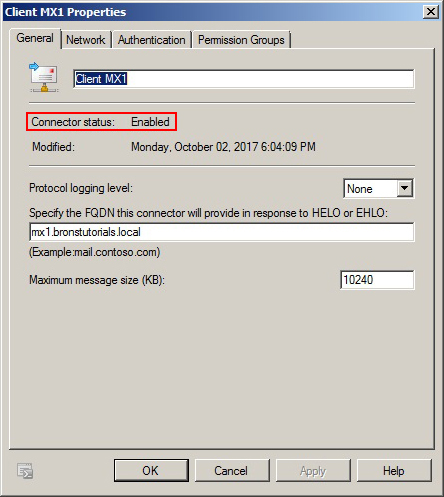 Client MX1 Properties
General Network Authentication Permission Groups
Client MX1
Connector status: Enabled
Modified: Monday, October 02, 2017 6:04:09 PM
Protocol logging level: None
Specify the FQDN this connector will provide in response to HELO or EHLO:
mx1.bronstutorials.local
(Example:mail.contoso.com)
Maximum message size (KB): 10240
OK Cancel Apply Help